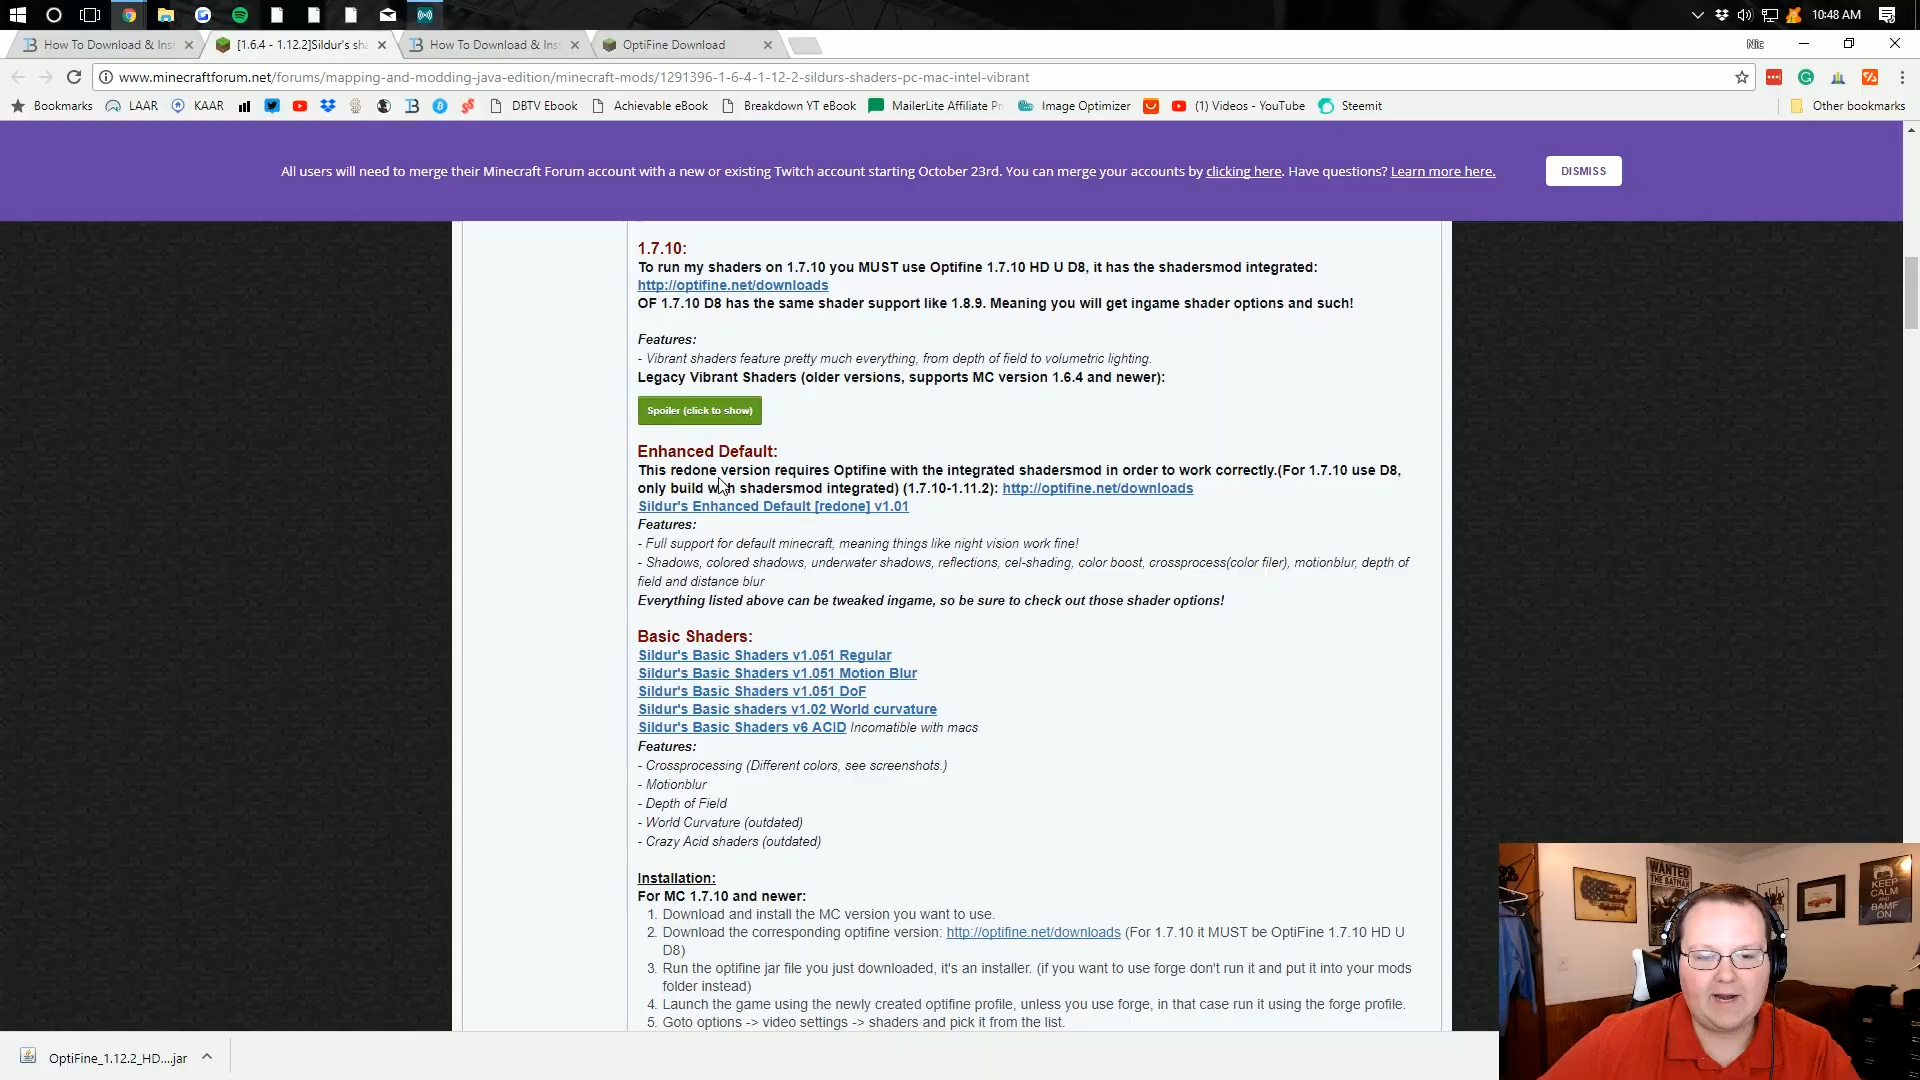 10:48 AM
How To Download & Inst
[1.6.4 - 1.12.2]Sildur's sha
How To Download & Inst
OptiFine Download
Nic
www.minecraftforum.net/forums/mapping-and-modding-java-edition/minecraft-mods/1291396-1-6-4-1-12-2-sildurs-shaders-pc-mac-intel-vibrant
Bookmarks
LAAR
KAAR
DBTV Ebook
Achievable eBook
Breakdown YT eBook
MailerLite Affiliate Pr
Image Optimizer
(1) Videos - YouTube
Steemit
Other bookmarks
All users will need to merge their Minecraft Forum account with a new or existing Twitch account starting October 23rd. You can merge your accounts by clicking here. Have questions? Learn more here.
DISMISS
1.7.10:
To run my shaders on 1.7.10 you MUST use Optifine 1.7.10 HD U D8, it has the shadersmod integrated:
http://optifine.net/downloads
OF 1.7.10 D8 has the same shader support like 1.8.9. Meaning you will get ingame shader options and such!
Features:
- Vibrant shaders feature pretty much everything, from depth of field to volumetric lighting.
Legacy Vibrant Shaders (older versions, supports MC version 1.6.4 and newer):
Spoiler (click to show)
Enhanced Default:
This redone version requires Optifine with the integrated shadersmod in order to work correctly.(For 1.7.10 use D8,
only build with shadersmod integrated) (1.7.10-1.11.2): http://optifine.net/downloads
Sildur's Enhanced Default [redone] v1.01
Features:
- Full support for default minecraft, meaning things like night vision work fine!
- Shadows, colored shadows, underwater shadows, reflections, cel-shading, color boost, crossprocess(color filer), motionblur, depth of
field and distance blur
Everything listed above can be tweaked ingame, so be sure to check out those shader options!
Basic Shaders:
Sildur's Basic Shaders v1.051 Regular
Sildur's Basic Shaders v1.051 Motion Blur
Sildur's Basic Shaders v1.051 DoF
Sildur's Basic shaders v1.02 World curvature
Sildur's Basic Shaders v6 ACID Incomatible with macs
Features:
- Crossprocessing (Different colors, see screenshots.)
- Motionblur
- Depth of Field
- World Curvature (outdated)
- Crazy Acid shaders (outdated)
Installation:
For MC 1.7.10 and newer:
1. Download and install the MC version you want to use.
2. Download the corresponding optifine version: http://optifine.net/downloads (For 1.7.10 it MUST be OptiFine 1.7.10 HD U
D8)
3. Run the optifine jar file you just downloaded, it's an installer. (if you want to use forge don't run it and put it into your mods
folder instead)
4. Launch the game using the newly created optifine profile, unless you use forge, in that case run it using the forge profile.
5. Goto options -> video settings -> shaders and pick it from the list.
OptiFine_1.12.2_HD....jar
WANTED
THE BATMAN
KEEP
CALM
AND
BAMF
ON